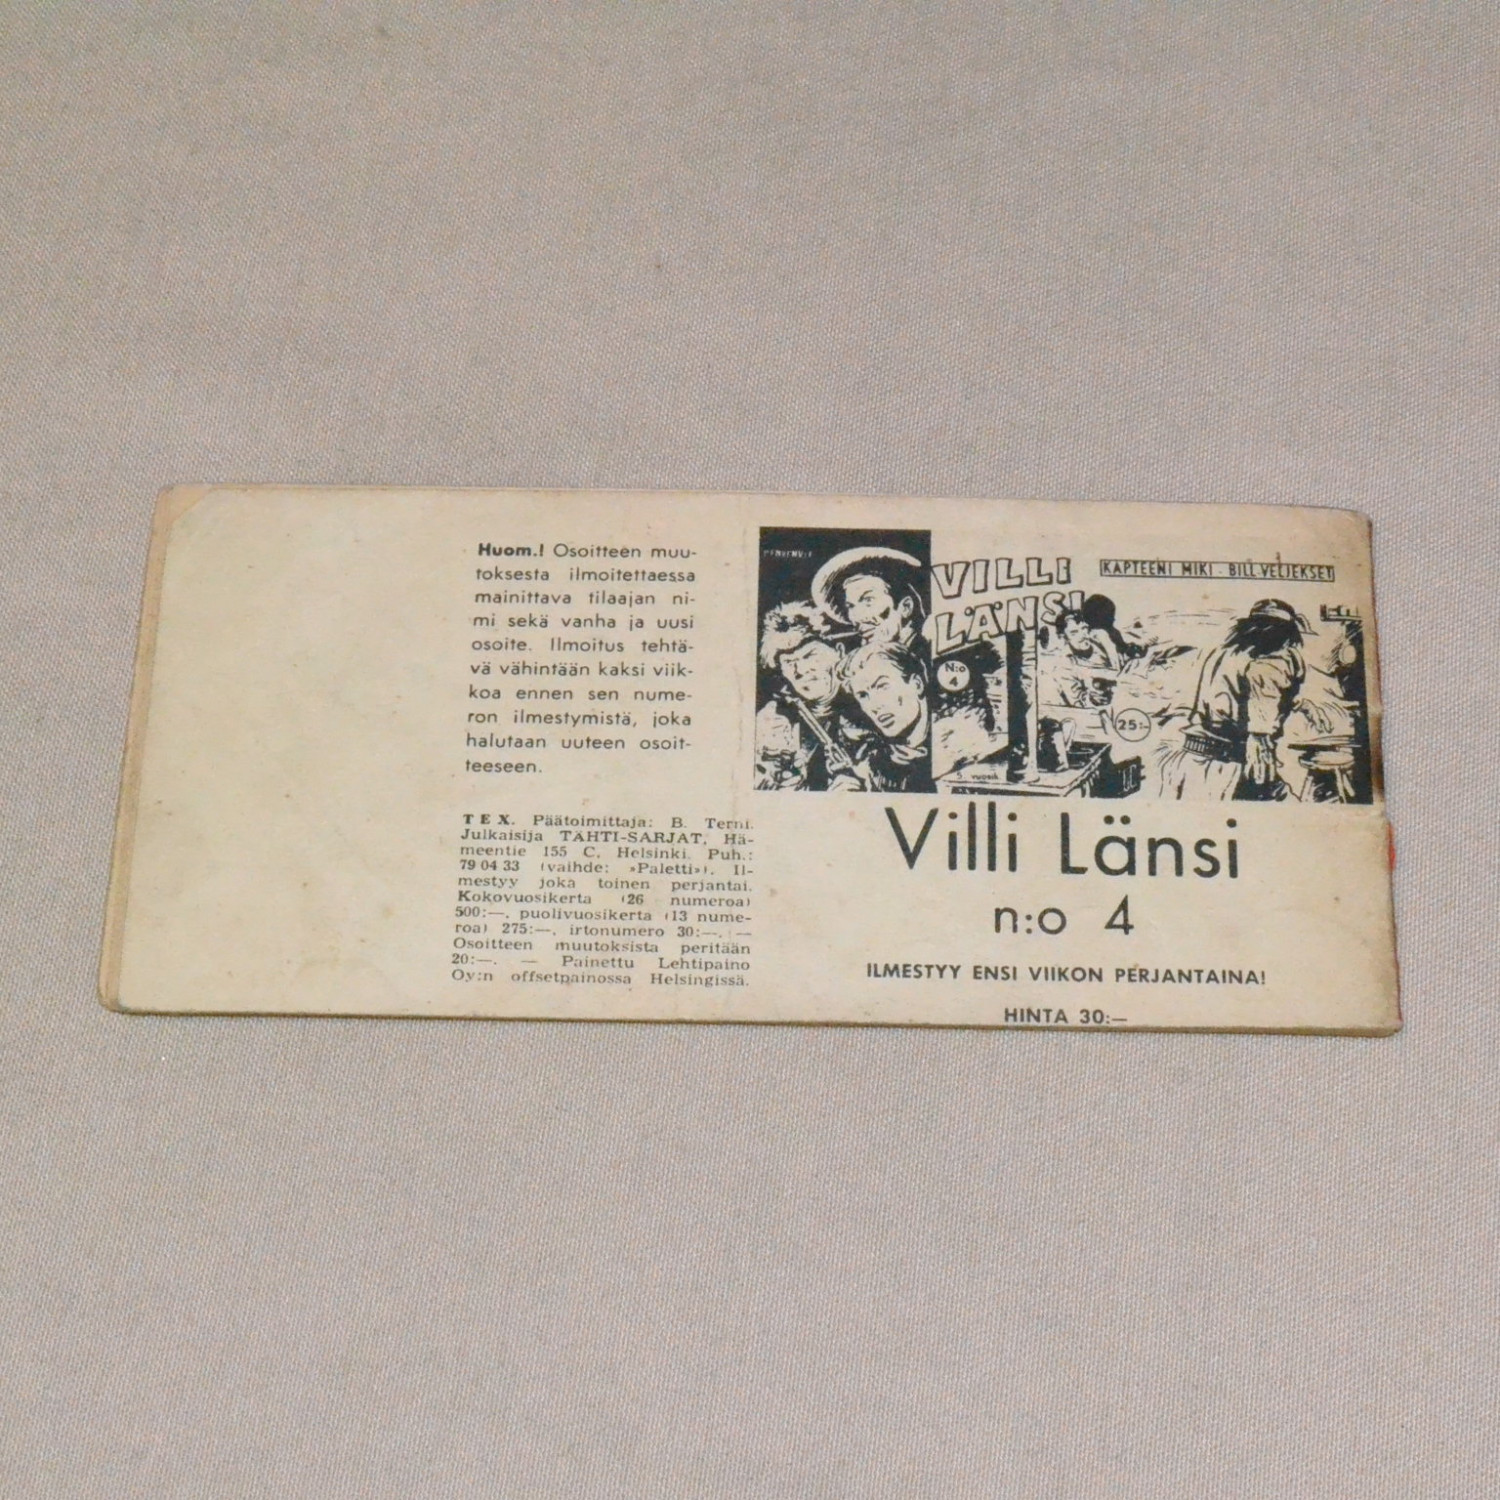 Huom.! Osoitteen muu-
toksesta ilmoitettaessa
mainittava tilaajan ni-
mi sekä vanha ja uusi
osoite. Ilmoitus tehtä-
vä vähintään kaksi viik-
koa ennen sen nume-
ron ilmestymistä, joka
halutaan uuteen osoit-
teeseen.
TEX. Päätoimittaja: B. Terni.
Julkaisija TÄHTI-SARJAT, Hä-
meentie 155 C, Helsinki. Puh.:
79 04 33 (vaihde: »Paletti»). Il-
mestyy joka toinen perjantai.
Kokovuosikerta (26 numeroa)
500:—, puolivuosikerta (13 nume-
roa) 275:—, irtonumero 30:—. —
Osoitteen muutoksista peritään
20:—. — Painettu Lehtipaino
Oy:n offsetpainossa Helsingissä.
VILLI
LÄNSI
KAPTEENI MIKI - BILL VELJEKSET
N:o
4
25:-
5. VUOSIK.
Villi Länsi
n:o 4
ILMESTYY ENSI VIIKON PERJANTAINA!
HINTA 30:—